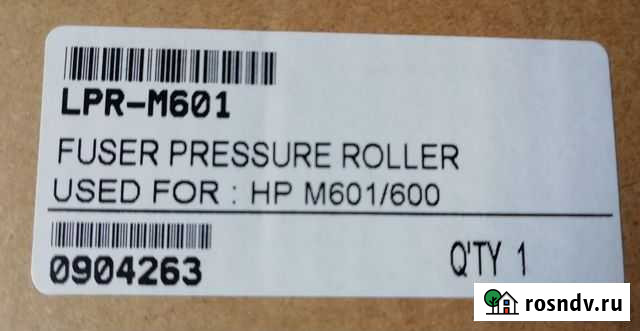 LPR-M601
FUSER PRESSURE ROLLER
USED FOR : HP M601/600
0904263
Q'TY 1
rosndv.ru